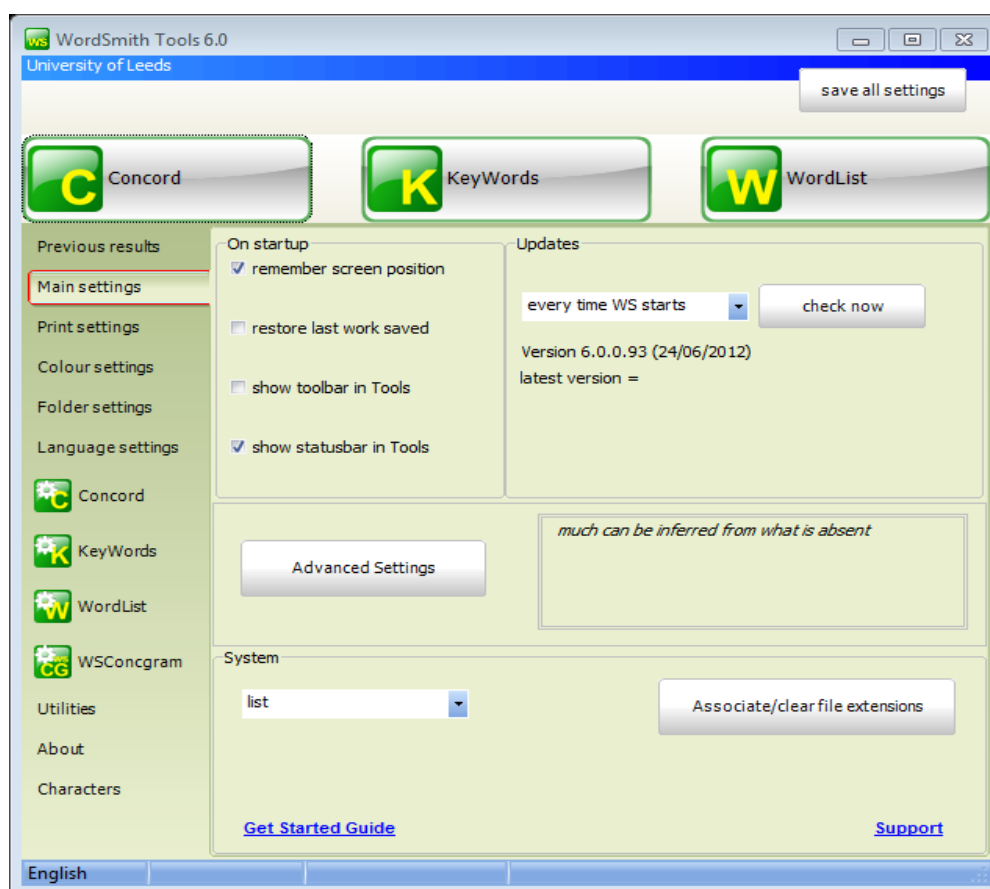 WS WordSmith Tools 6.0
University of Leeds
save all settings
C Concord
K KeyWords
W WordList
Previous results
Main settings
Print settings
Colour settings
Folder settings
Language settings
C Concord
K KeyWords
W WordList
WS CG WSConcgram
Utilities
About
Characters
On startup
remember screen position
restore last work saved
show toolbar in Tools
show statusbar in Tools
Updates
every time WS starts
check now
Version 6.0.0.93 (24/06/2012)
latest version =
Advanced Settings
much can be inferred from what is absent
System
list
Associate/clear file extensions
Get Started Guide
Support
English